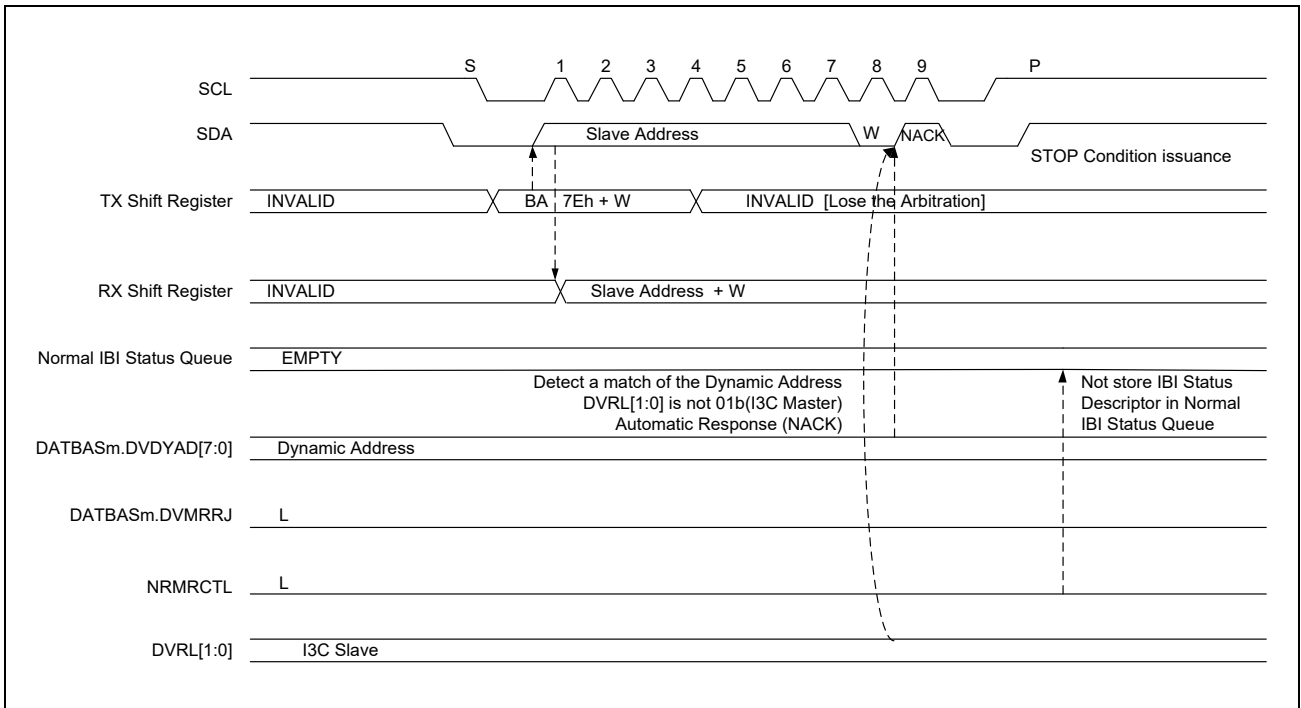 S 1 2 3 4 5 6 7 8 9 P
SCL
SDA Slave Address W NACK
STOP Condition issuance
TX Shift Register INVALID BA 7Eh + W INVALID [Lose the Arbitration]
RX Shift Register INVALID Slave Address + W
Normal IBI Status Queue EMPTY
Detect a match of the Dynamic Address
DVRL[1:0] is not 01b(I3C Master)
Automatic Response (NACK)
Not store IBI Status
Descriptor in Normal
IBI Status Queue
DATBASm.DVDYAD[7:0] Dynamic Address
DATBASm.DVMRRJ L
NRMRCTL L
DVRL[1:0] I3C Slave